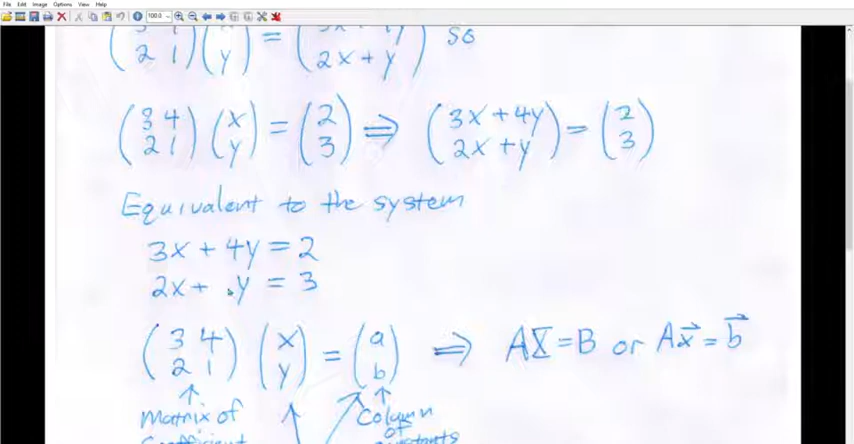 File Edit Image Options View Help
100.0
(2 1)(y) = (2x + y) so
(3 4)(x) = (2) ⟹ (3x + 4y) = (2)
(2 1)(y) (3) (2x + y) (3)
Equivalent to the system
3x + 4y = 2
2x + y = 3
(3 4)(x) = (a) ⟹ AX = B or Ax⃗ = b⃗
(2 1)(y) (b)
↑ ↑ ↗ ↑
Matrix of Column
of